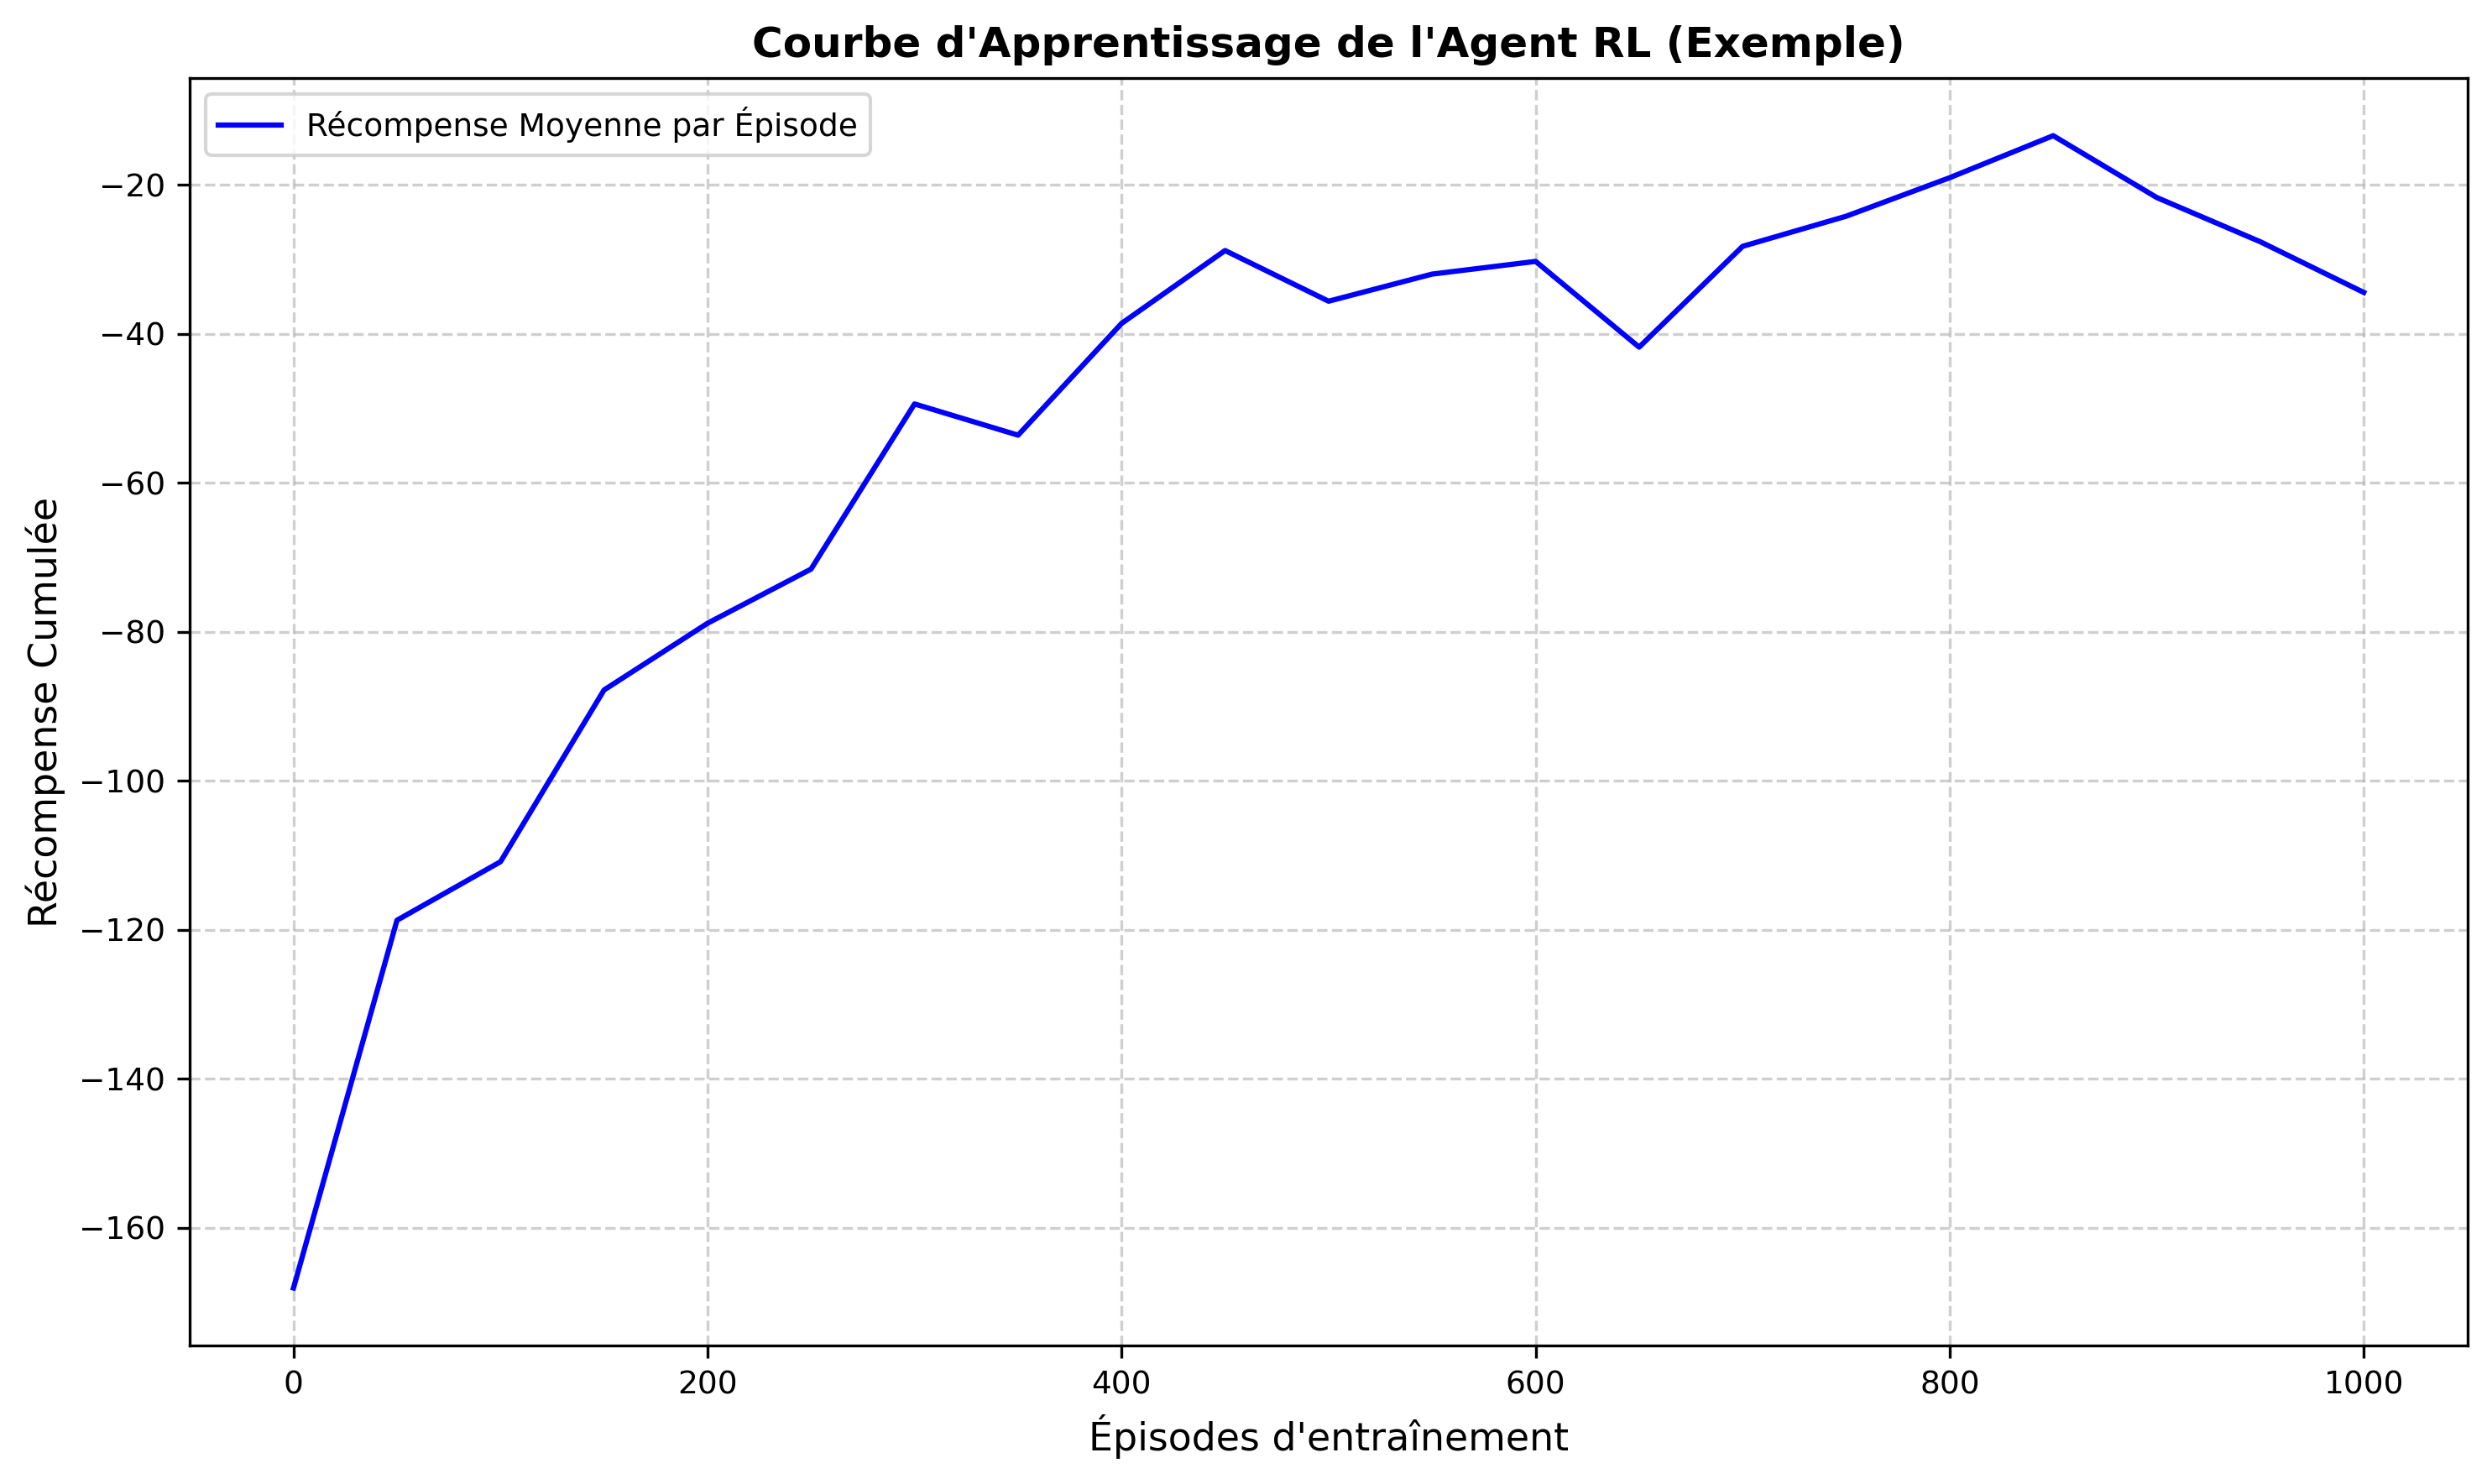 Courbe d'Apprentissage de l'Agent RL (Exemple)
Récompense Moyenne par Épisode
Récompense Cumulée
−20
−40
−60
−80
−100
−120
−140
−160
0 200 400 600 800 1000
Épisodes d'entraînement